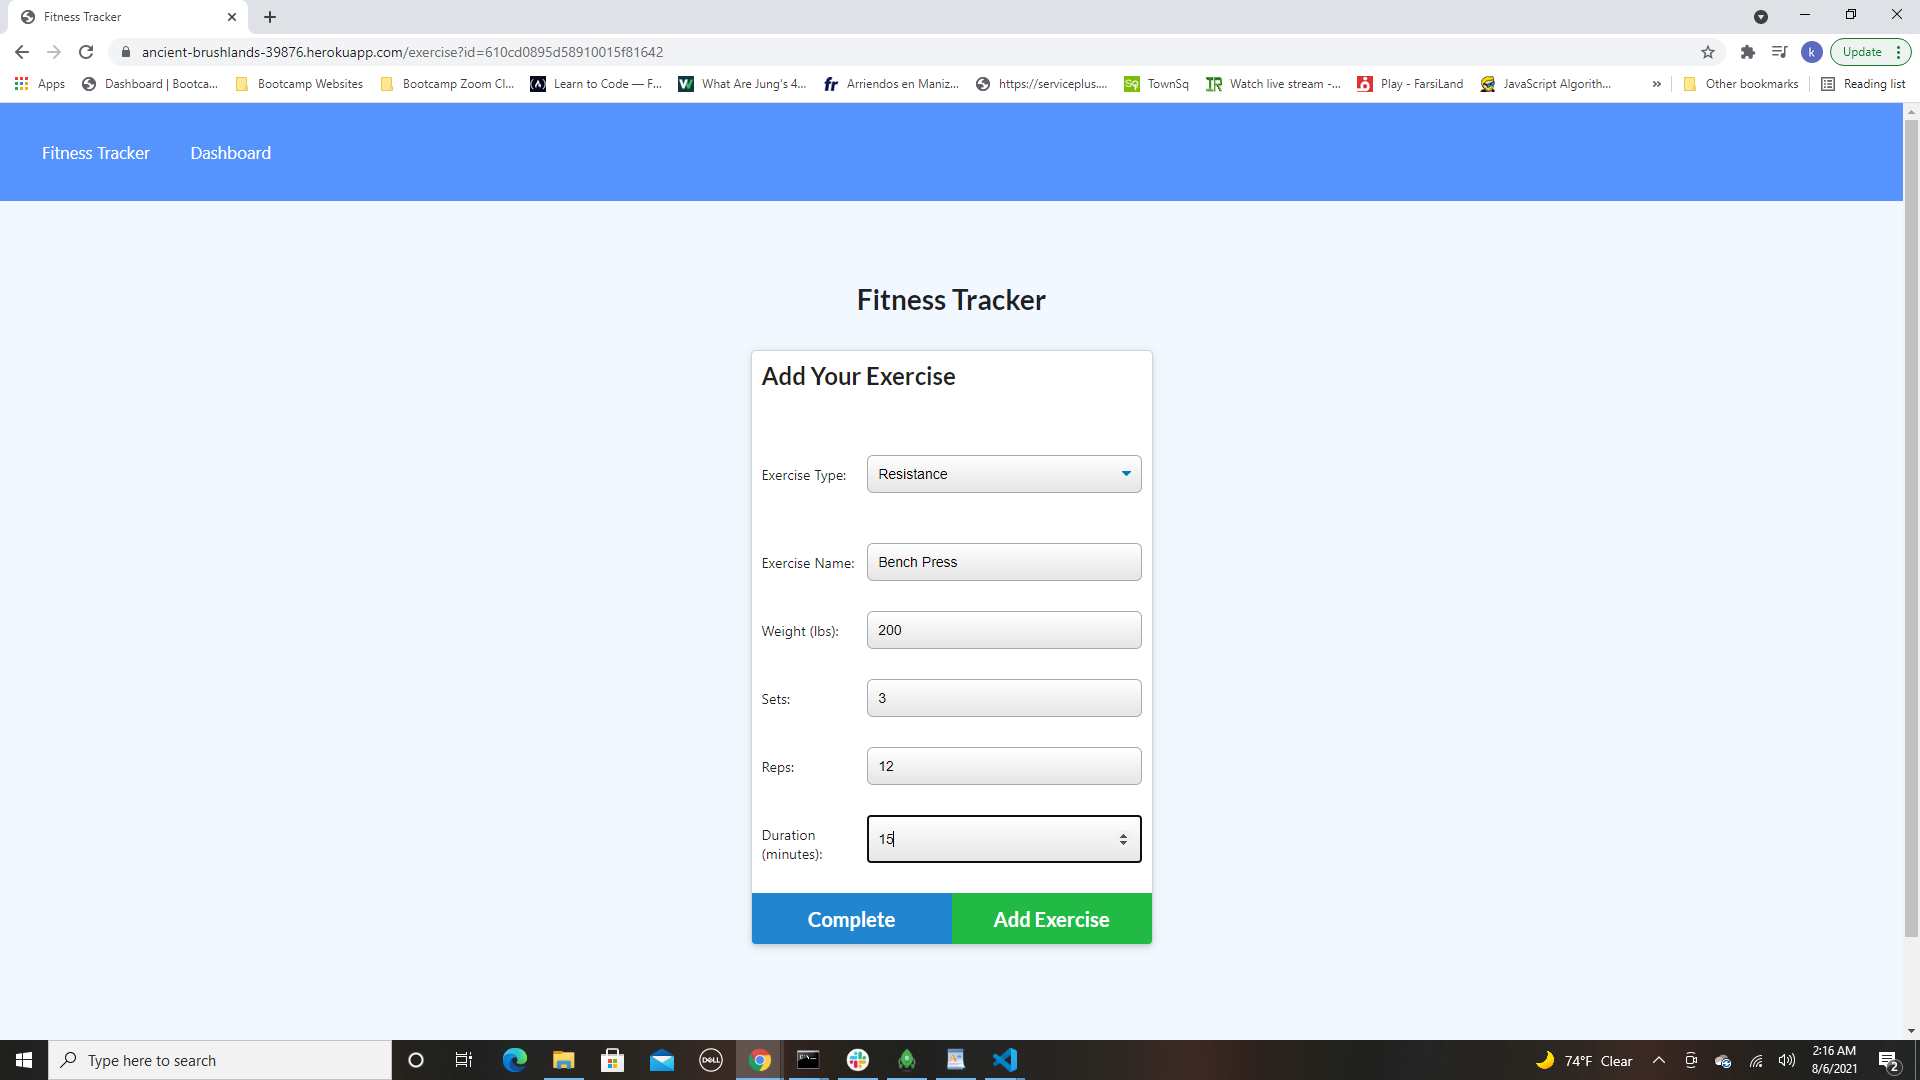 Fitness Tracker
ancient-brushlands-39876.herokuapp.com/exercise?id=610cd0895d58910015f81642
k
Update
Apps
Dashboard | Bootca...
Bootcamp Websites
Bootcamp Zoom Cl...
Learn to Code — F...
What Are Jung's 4...
fr
Arriendos en Maniz...
https://serviceplus....
Sq
TownSq
IR
Watch live stream -...
Play - FarsiLand
JavaScript Algorith...
»
Other bookmarks
Reading list
Fitness Tracker
Dashboard
Fitness Tracker
Add Your Exercise
Exercise Type:
Resistance
Exercise Name:
Bench Press
Weight (lbs):
200
Sets:
3
Reps:
12
Duration
(minutes):
15
Complete
Add Exercise
Type here to search
DELL
74°F Clear
2:16 AM
8/6/2021
2